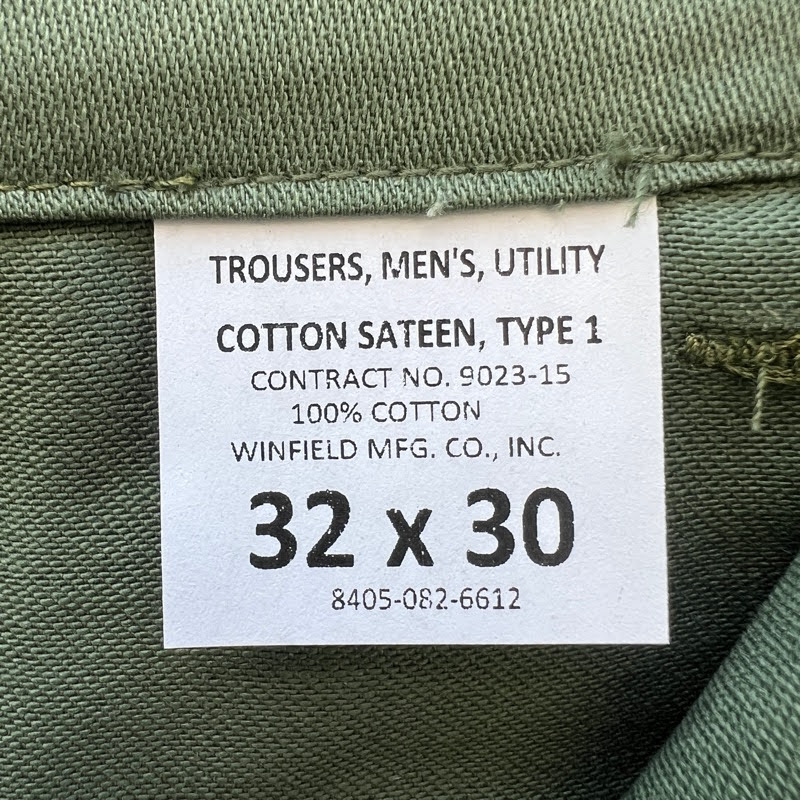 TROUSERS, MEN'S, UTILITY
COTTON SATEEN, TYPE 1
CONTRACT NO. 9023-15
100% COTTON
WINFIELD MFG. CO., INC.
32 x 30
8405-082-6612